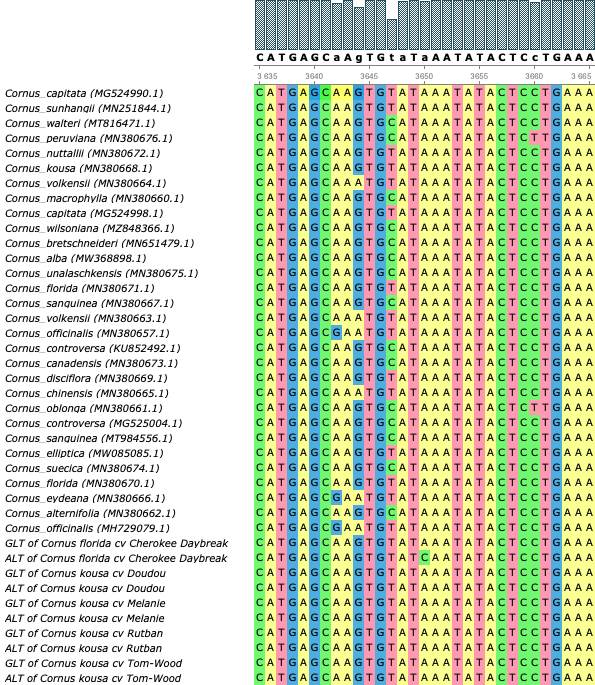 C A T G A G C a A g T G t a T a A A T A T A C T C c T G A A A
3 635 3640 3645 3650 3655 3660 3 665
Cornus_capitata (MG524990.1) C A T G A G C A A G T G T A T A A A T A T A C T C C T G A A A
Cornus_sunhangii (MN251844.1) C A T G A G C A A G T G T A T A A A T A T A C T C C T G A A A
Cornus_walteri (MT816471.1) C A T G A G C A A G T G C A T A A A T A T A C T C C T G A A A
Cornus_peruviana (MN380676.1) C A T G A G C A A G T G C A T A A A T A T A C T C T T G A A A
Cornus_nuttallii (MN380672.1) C A T G A G C A A G T G T A T A A A T A T A C T C C T G A A A
Cornus_kousa (MN380668.1) C A T G A G C A A G T G T A T A A A T A T A C T C C T G A A A
Cornus_volkensii (MN380664.1) C A T G A G C A A A T G T A T A A A T A T A C T C C T G A A A
Cornus_macrophylla (MN380660.1) C A T G A G C A A G T G C A T A A A T A T A C T C C T G A A A
Cornus_capitata (MG524998.1) C A T G A G C A A G T G T A T A A A T A T A C T C C T G A A A
Cornus_wilsoniana (MZ848366.1) C A T G A G C A A G T G C A T A A A T A T A C T C C T G A A A
Cornus_bretschneideri (MN651479.1) C A T G A G C A A G T G C A T A A A T A T A C T C C T G A A A
Cornus_alba (MW368898.1) C A T G A G C A A G T G C A T A A A T A T A C T C C T G A A A
Cornus_unalaschkensis (MN380675.1) C A T G A G C A A G T G C A T A A A T A T A C T C C T G A A A
Cornus_florida (MN380671.1) C A T G A G C A A G T G T A T A A A T A T A C T C C T G A A A
Cornus_sanguinea (MN380667.1) C A T G A G C A A G T G C A T A A A T A T A C T C C T G A A A
Cornus_volkensii (MN380663.1) C A T G A G C A A A T G T A T A A A T A T A C T C C T G A A A
Cornus_officinalis (MN380657.1) C A T G A G C G A A T G T A T A A A T A T A C T C C T G A A A
Cornus_controversa (KU852492.1) C A T G A G C A A G T G C A T A A A T A T A C T C C T G A A A
Cornus_canadensis (MN380673.1) C A T G A G C A A G T G C A T A A A T A T A C T C C T G A A A
Cornus_disciflora (MN380669.1) C A T G A G C A A G T G T A T A A A T A T A C T C C T G A A A
Cornus_chinensis (MN380665.1) C A T G A G C A A A T G T A T A A A T A T A C T C C T G A A A
Cornus_oblonga (MN380661.1) C A T G A G C A A G T G C A T A A A T A T A C T C T T G A A A
Cornus_controversa (MG525004.1) C A T G A G C A A G T G C A T A A A T A T A C T C C T G A A A
Cornus_sanguinea (MT984556.1) C A T G A G C A A G T G C A T A A A T A T A C T C C T G A A A
Cornus_elliptica (MW085085.1) C A T G A G C A A G T G T A T A A A T A T A C T C C T G A A A
Cornus_suecica (MN380674.1) C A T G A G C A A G T G C A T A A A T A T A C T C C T G A A A
Cornus_florida (MN380670.1) C A T G A G C A A G T G T A T A A A T A T A C T C C T G A A A
Cornus_eydeana (MN380666.1) C A T G A G C G A A T G T A T A A A T A T A C T C C T G A A A
Cornus_alternifolia (MN380662.1) C A T G A G C A A G T G C A T A A A T A T A C T C C T G A A A
Cornus_officinalis (MH729079.1) C A T G A G C G A A T G T A T A A A T A T A C T C C T G A A A
GLT of Cornus florida cv Cherokee Daybreak C A T G A G C A A G T G T A T A A A T A T A C T C C T G A A A
ALT of Cornus florida cv Cherokee Daybreak C A T G A G C A A G T G T A T C A A T A T A C T C C T G A A A
GLT of Cornus kousa cv Doudou C A T G A G C A A G T G T A T A A A T A T A C T C C T G A A A
ALT of Cornus kousa cv Doudou C A T G A G C A A G T G T A T A A A T A T A C T C C T G A A A
GLT of Cornus kousa cv Melanie C A T G A G C A A G T G T A T A A A T A T A C T C C T G A A A
ALT of Cornus kousa cv Melanie C A T G A G C A A G T G T A T A A A T A T A C T C C T G A A A
GLT of Cornus kousa cv Rutban C A T G A G C A A G T G T A T A A A T A T A C T C C T G A A A
ALT of Cornus kousa cv Rutban C A T G A G C A A G T G T A T A A A T A T A C T C C T G A A A
GLT of Cornus kousa cv Tom-Wood C A T G A G C A A G T G T A T A A A T A T A C T C C T G A A A
ALT of Cornus kousa cv Tom-Wood C A T G A G C A A G T G T A T A A A T A T A C T C C T G A A A